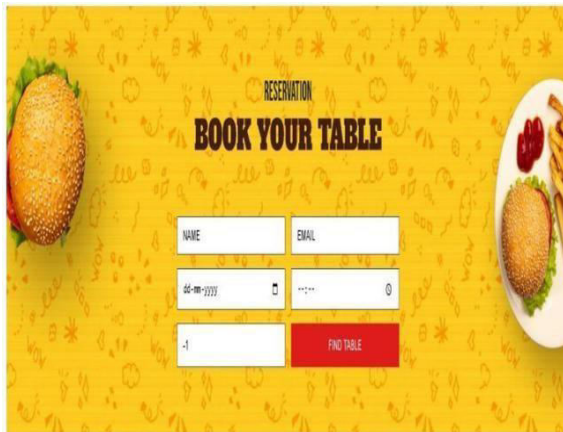 RESERVATION
BOOK YOUR TABLE
NAME EMAIL
dd-mm-yyyy --:--
-1 FIND TABLE